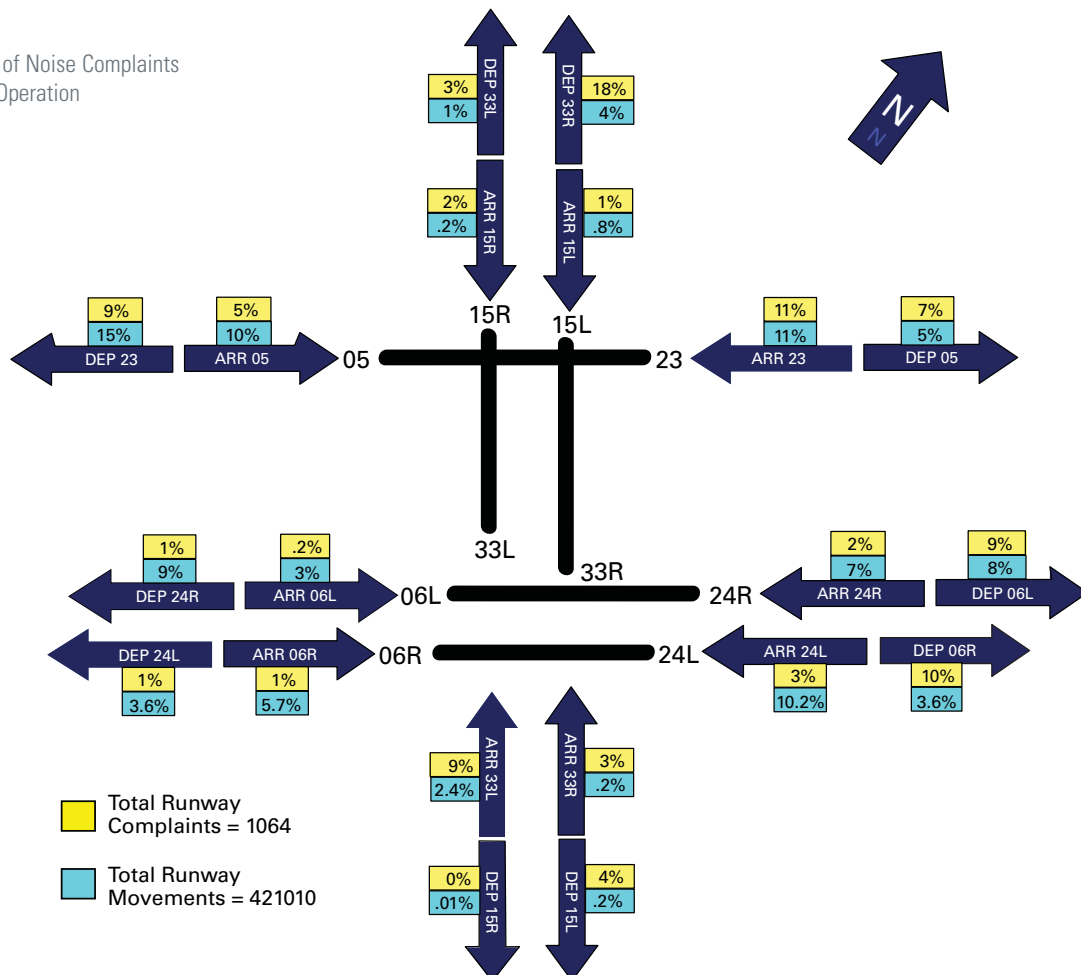 of Noise Complaints
Operation
N
N
DEP 33L
3%
1%
DEP 33R
18%
4%
ARR 15R
2%
.2%
ARR 15L
1%
.8%
15R
15L
9%
15%
DEP 23
5%
10%
ARR 05
05
23
11%
11%
ARR 23
7%
5%
DEP 05
33L
33R
1%
9%
DEP 24R
.2%
3%
ARR 06L
06L
24R
2%
7%
ARR 24R
9%
8%
DEP 06L
DEP 24L
1%
3.6%
ARR 06R
1%
5.7%
06R
24L
ARR 24L
3%
10.2%
DEP 06R
10%
3.6%
9%
2.4%
ARR 33L
ARR 33R
3%
.2%
0%
.01%
DEP 15R
DEP 15L
4%
.2%
Total Runway
Complaints = 1064
Total Runway
Movements = 421010